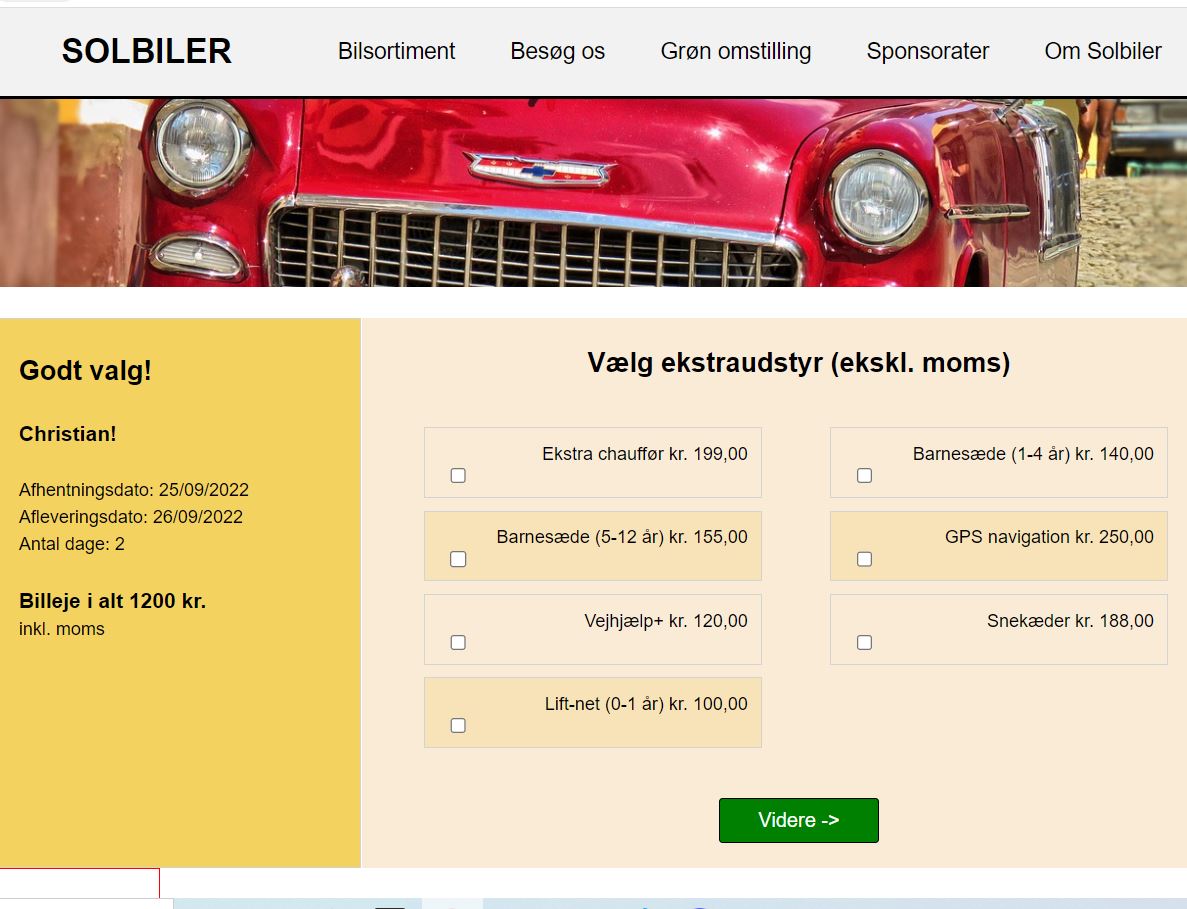 SOLBILER
Bilsortiment
Besøg os
Grøn omstilling
Sponsorater
Om Solbiler
Godt valg!
Christian!
Afhentningsdato: 25/09/2022
Afleveringsdato: 26/09/2022
Antal dage: 2
Billeje i alt 1200 kr.
inkl. moms
Vælg ekstraudstyr (ekskl. moms)
Ekstra chauffør kr. 199,00
Barnesæde (1-4 år) kr. 140,00
Barnesæde (5-12 år) kr. 155,00
GPS navigation kr. 250,00
Vejhjælp+ kr. 120,00
Snekæder kr. 188,00
Lift-net (0-1 år) kr. 100,00
Videre ->